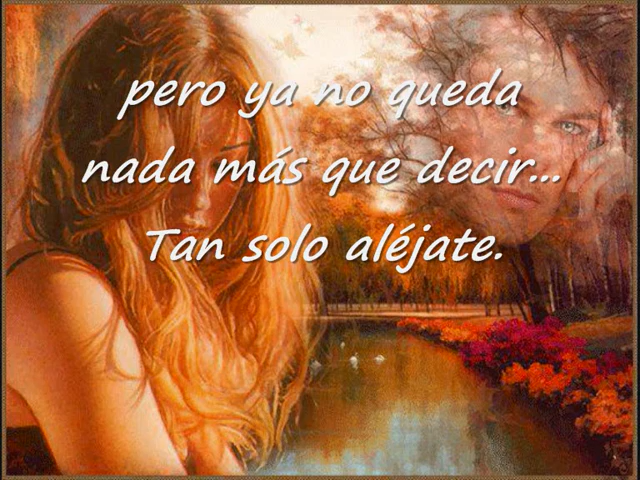 pero ya no queda
nada más que decir...
Tan solo aléjate.